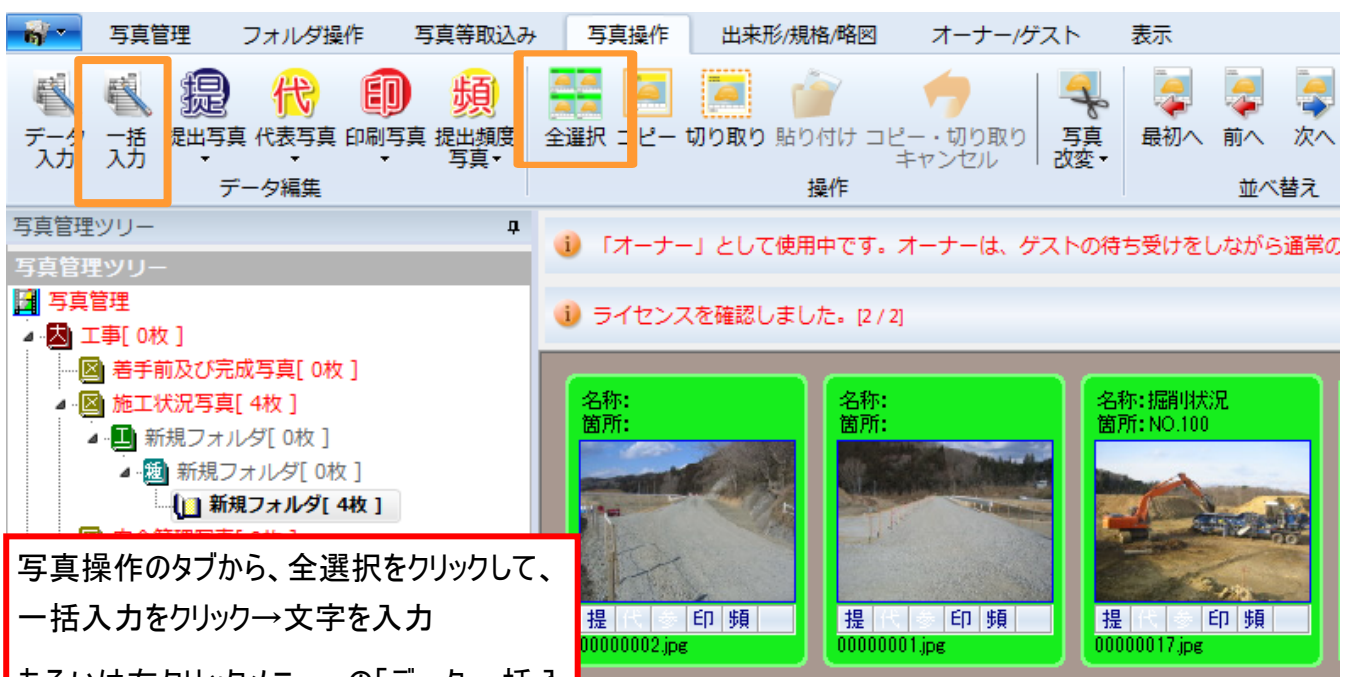 写真管理 フォルダ操作 写真等取込み 写真操作 出来形/規格/略図 オーナー/ゲスト 表示
データ入力 一括入力 提出写真 代表写真 印刷写真 提出頻度写真 全選択 コピー 切り取り 貼り付け コピー・切り取りキャンセル 写真改変 最初へ 前へ 次へ
提 代 印 頻
データ編集 操作 並べ替え
写真管理ツリー
写真管理ツリー
写真管理
大 工事[ 0枚 ]
着手前及び完成写真[ 0枚 ]
施工状況写真[ 4枚 ]
工 新規フォルダ[ 0枚 ]
種 新規フォルダ[ 0枚 ]
新規フォルダ[ 4枚 ]
「オーナー」として使用中です。オーナーは、ゲストの待ち受けをしながら通常の
ライセンスを確認しました。[2 / 2]
名称:
箇所:
提 代 参 印 頻
00000002.jpg
名称:
箇所:
提 代 参 印 頻
00000001.jpg
名称:掘削状況
箇所:NO.100
提 代 参 印 頻
00000017.jpg
写真操作のタブから、全選択をクリックして、
一括入力をクリック→文字を入力